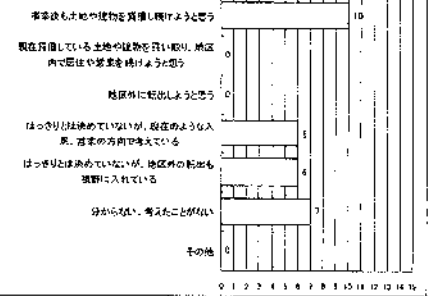 事業後も土地や建物を賃借し続けようと思う 10
現在賃借している土地や建物を買い取り、地区
内で居住や営業を続けようと思う 0
地区外に転出しようと思う 0
はっきりとは決めていないが、現在のような入
居、営業の方向で考えている 6
はっきりとは決めていないが、地区外の転出も
視野に入れている 6
分からない、考えたことがない 7
その他 0
0 1 2 3 4 5 6 7 8 9 10 11 12 13 14 15